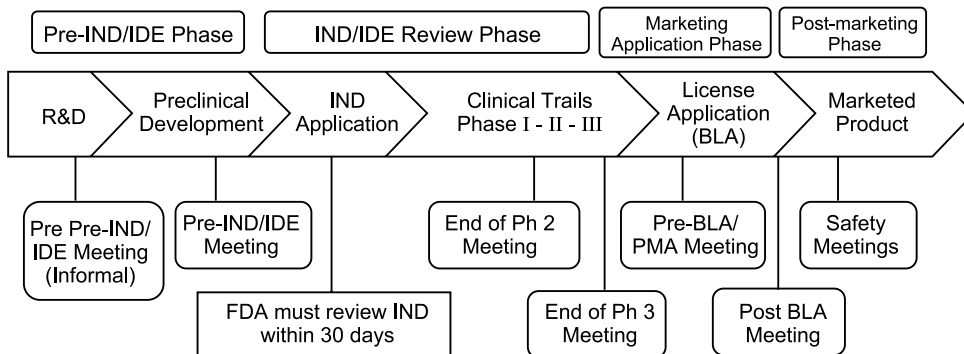 Pre-IND/IDE Phase
IND/IDE Review Phase
Marketing
Application Phase
Post-marketing
Phase
R&D
Preclinical
Development
IND
Application
Clinical Trails
Phase I - II - III
License
Application
(BLA)
Marketed
Product
Pre Pre-IND/
IDE Meeting
(Informal)
Pre-IND/IDE
Meeting
End of Ph 2
Meeting
Pre-BLA/
PMA Meeting
Safety
Meetings
FDA must review IND
within 30 days
End of Ph 3
Meeting
Post BLA
Meeting